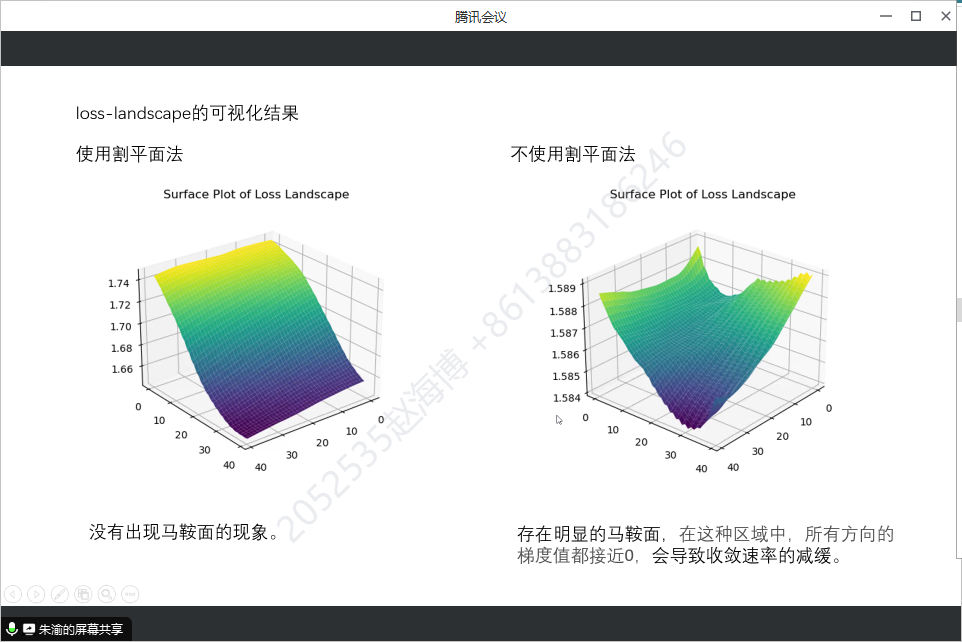 腾讯会议
loss-landscape的可视化结果
使用割平面法
不使用割平面法
Surface Plot of Loss Landscape
1.74
1.72
1.70
1.68
1.66
0
10
20
30
40
40
30
20
10
0
Surface Plot of Loss Landscape
1.589
1.588
1.587
1.586
1.585
1.584
0
10
20
30
40
40
30
20
10
0
2052535赵海博 +8613883186246
没有出现马鞍面的现象。
存在明显的马鞍面，在这种区域中，所有方向的
梯度值都接近0，会导致收敛速率的减缓。
朱渝的屏幕共享